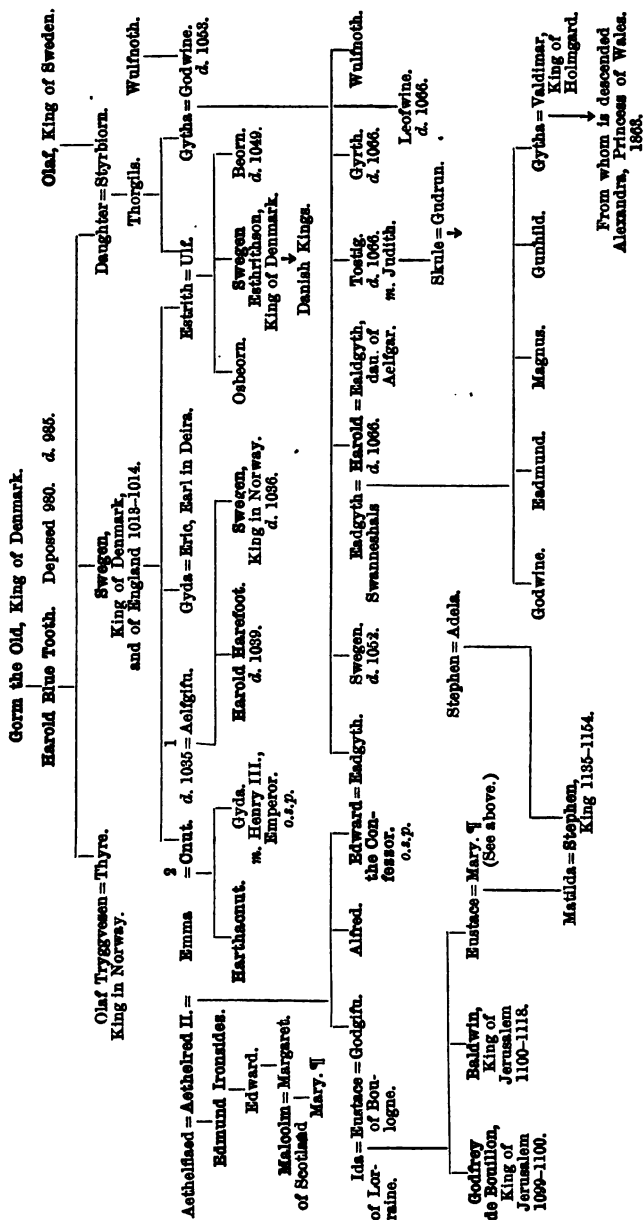 Gorm the Old, King of Denmark.
Harold Blue Tooth. Deposed 980. d. 985.
Olaf Tryggvesen = Thyre.
King in Norway.
Swegen,
King of Denmark,
and of England 1013–1014.
Daughter = Styrbiorn.
Olaf, King of Sweden.
Thorgils.
Wulfnoth.
Aethelflaed = Aethelred II. =
Emma
2
= Cnut. d. 1035 = Aelfgifu.
1
Gyda = Eric, Earl in Deira,
Estrith = Ulf.
Gytha = Godwine.
d. 1053.
Edmund Ironsides.
Edward.
Malcolm = Margaret.
of Scotland
Mary. ¶
Harthacnut.
Gyda.
m. Henry III.,
Emperor.
o.s.p.
Harold Harefoot.
d. 1039.
Swegen,
King in Norway.
d. 1036.
Osbeorn.
Swegen
Esthrithson,
King of Denmark.
Danish Kings.
Beorn.
d. 1049.
Ida = Eustace = Godgifu.
of Lor-
raine.
of Bou-
logne.
Alfred.
Edward = Eadgyth.
the Con-
fessor.
o.s.p.
Swegen.
d. 1052.
Eadgyth = Harold = Ealdgyth,
Swanneshals
d. 1066.
dau. of
Aelfgar.
Tostig.
d. 1066.
m. Judith.
Skule = Gudrun.
Gyrth.
d. 1066.
Leofwine.
d. 1066.
Wulfnoth.
Godfrey
de Bouillon,
King of
Jerusalem
1099–1100.
Baldwin,
King of
Jerusalem
1100–1118.
Eustace = Mary. ¶
(See above.)
Stephen = Adela.
Matilda = Stephen,
King 1135–1154.
Godwine.
Eadmund.
Magnus.
Gunhild.
Gytha = Valdimar,
King of
Holmgard.
From whom is descended
Alexandra, Princess of Wales.
1863.